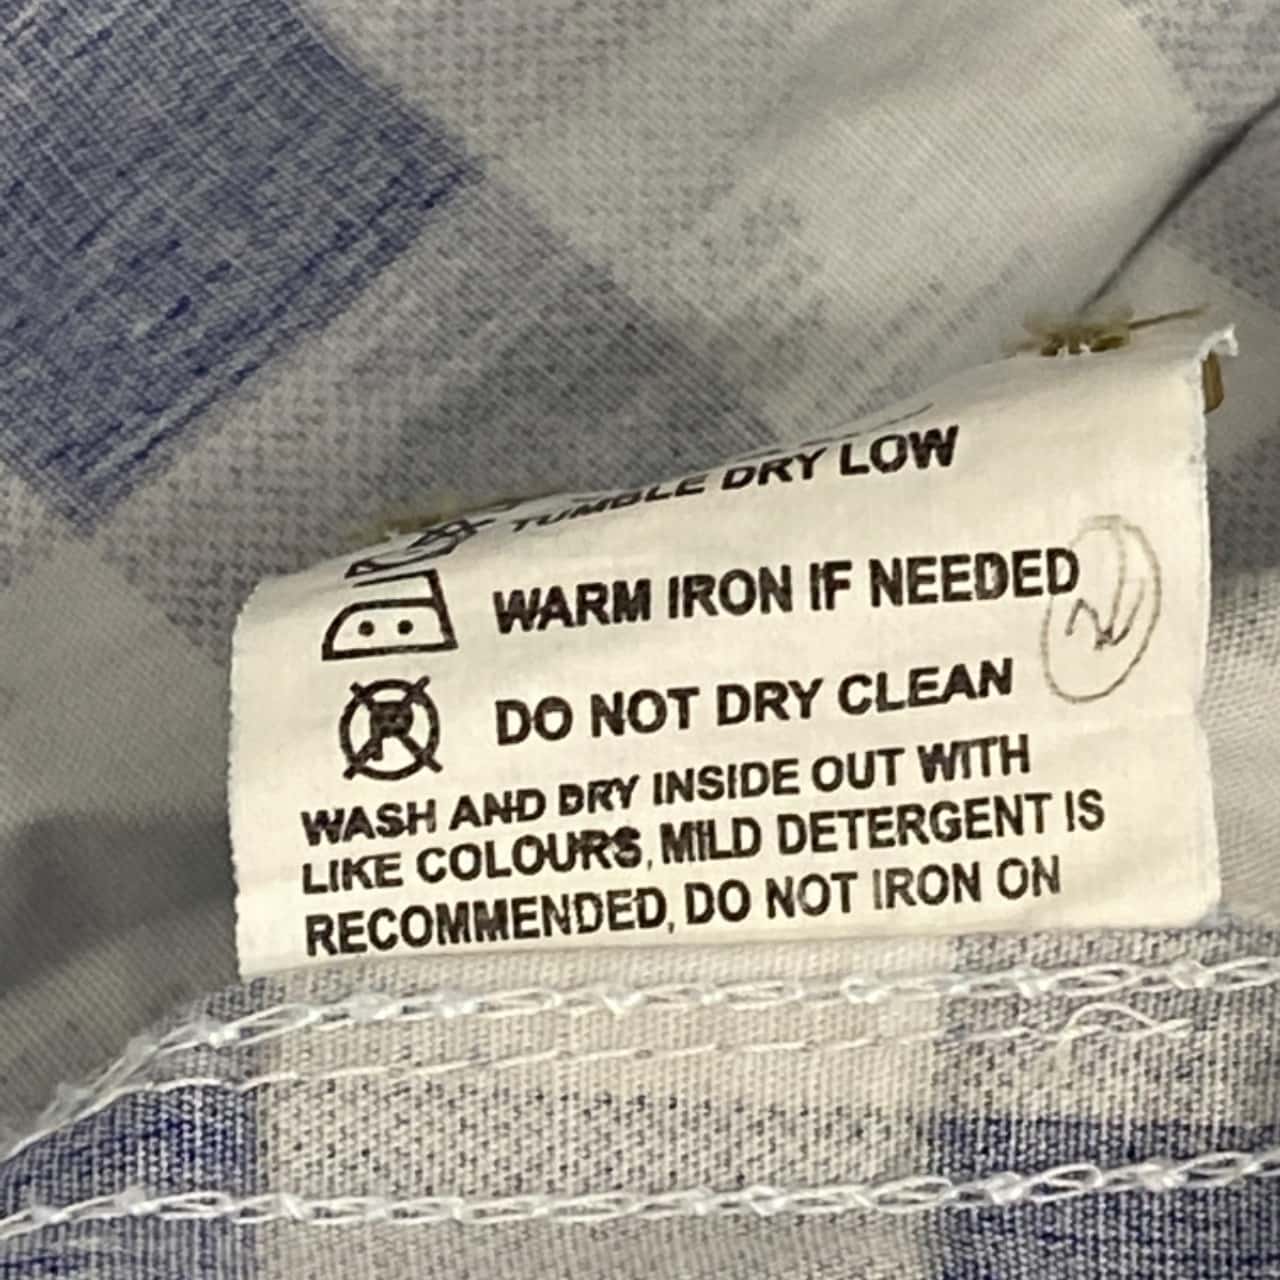 TUMBLE DRY LOW
WARM IRON IF NEEDED
DO NOT DRY CLEAN
WASH AND DRY INSIDE OUT WITH
LIKE COLOURS, MILD DETERGENT IS
RECOMMENDED, DO NOT IRON ON